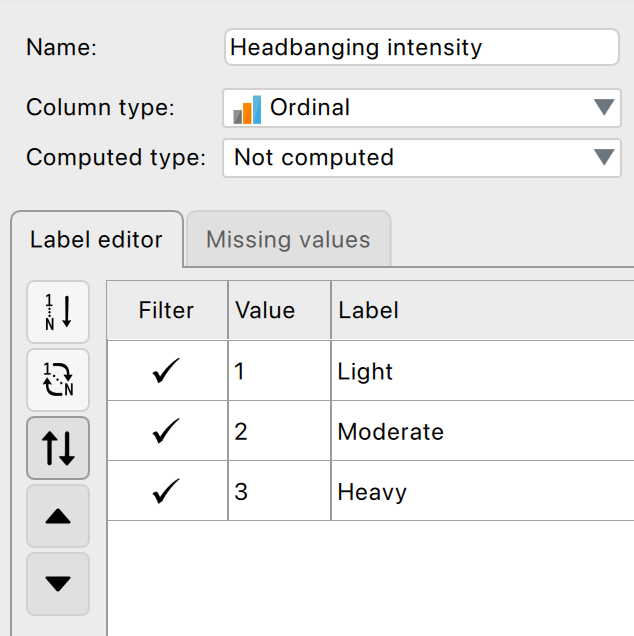 Name: Headbanging intensity
Column type: Ordinal
Computed type: Not computed
Label editor Missing values
Filter Value Label
1 Light
2 Moderate
3 Heavy
1 N
1 N